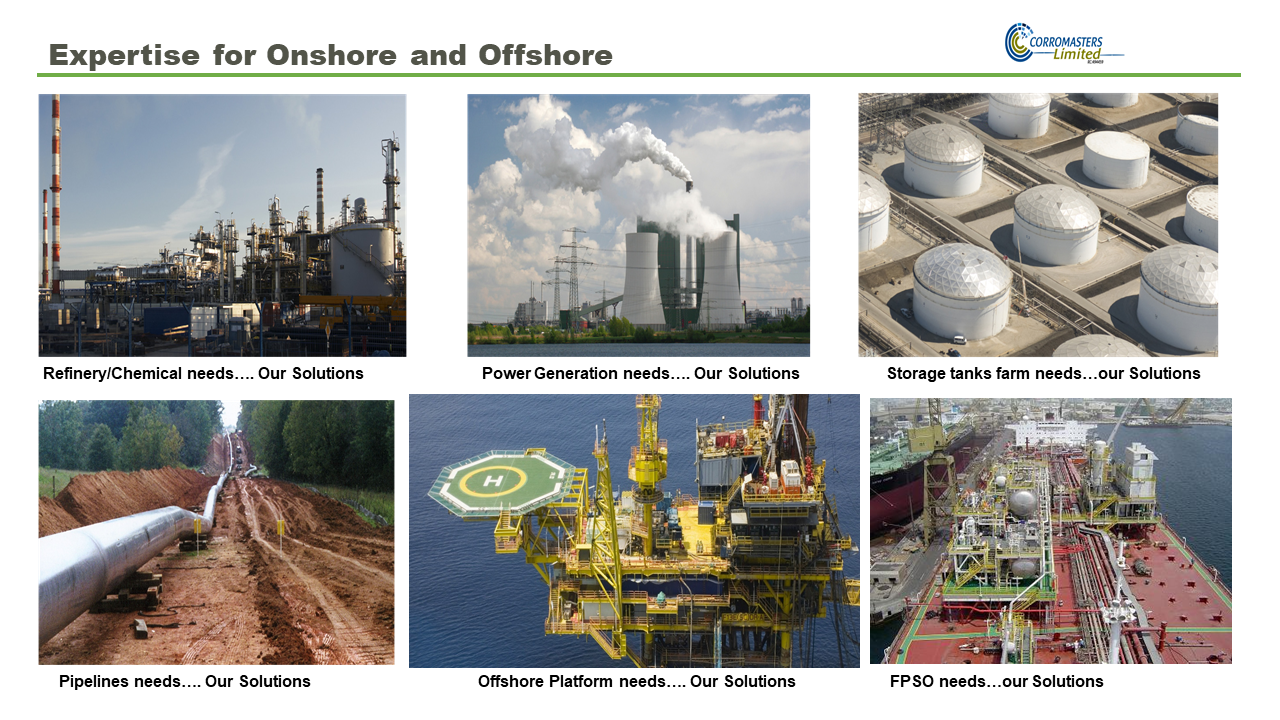 Expertise for Onshore and Offshore
CORROMASTERS
Limited
Refinery/Chemical needs…. Our Solutions
Power Generation needs…. Our Solutions
Storage tanks farm needs…our Solutions
H
Pipelines needs…. Our Solutions
Offshore Platform needs…. Our Solutions
FPSO needs…our Solutions